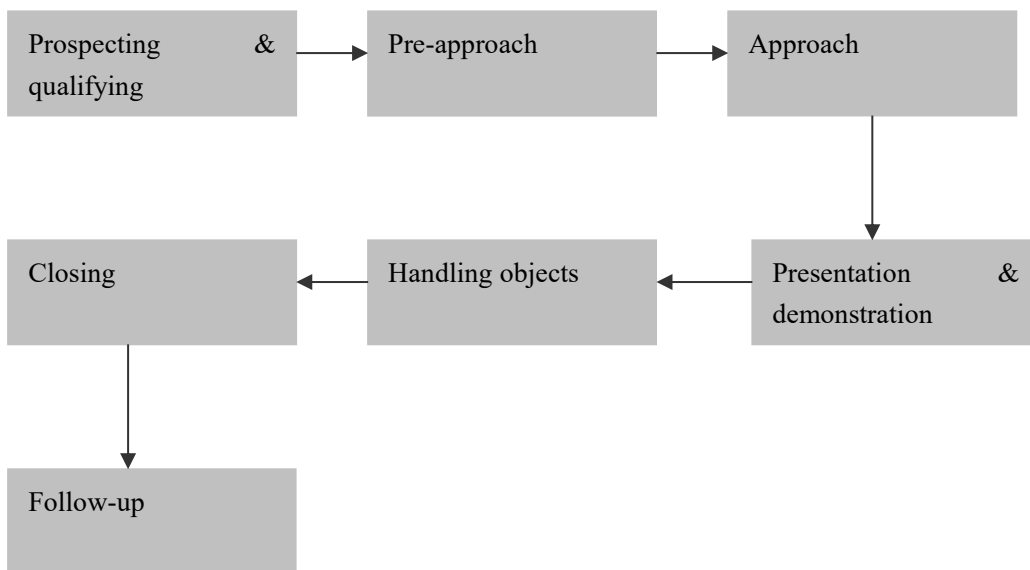 Prospecting &
qualifying
Pre-approach
Approach
Presentation &
demonstration
Handling objects
Closing
Follow-up